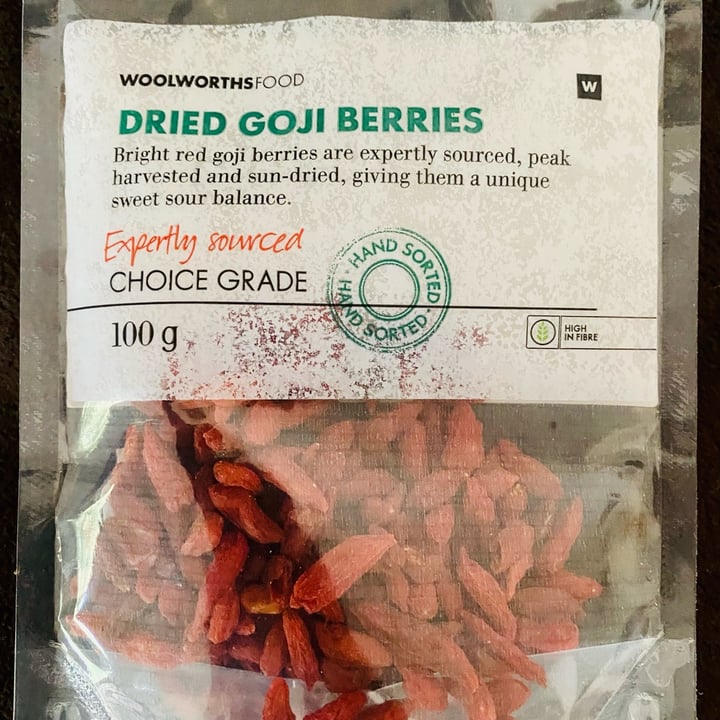 WOOLWORTHSFOOD
W
DRIED GOJI BERRIES
Bright red goji berries are expertly sourced, peak
harvested and sun-dried, giving them a unique
sweet sour balance.
Expertly sourced
CHOICE GRADE
HAND SORTED · HAND SORTED ·
100 g
HIGH
IN FIBRE